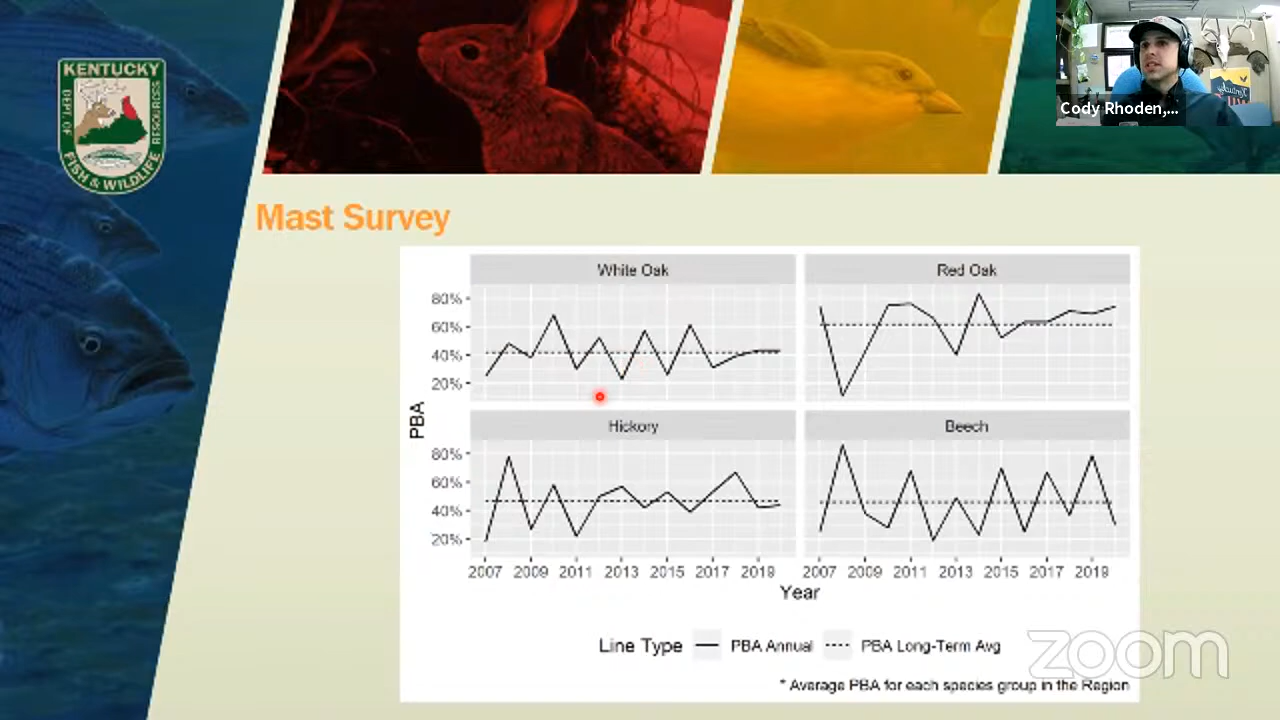 KENTUCKY
DEPT. OF
RESOURCES
FISH & WILDLIFE
Cody Rhoden,...
Mast Survey
White Oak
Red Oak
80%
60%
40%
20%
PBA
Hickory
Beech
80%
60%
40%
20%
2007 2009 2011 2013 2015 2017 2019
2007 2009 2011 2013 2015 2017 2019
Year
Line Type PBA Annual PBA Long-Term Avg
* Average PBA for each species group in the Region
zoom